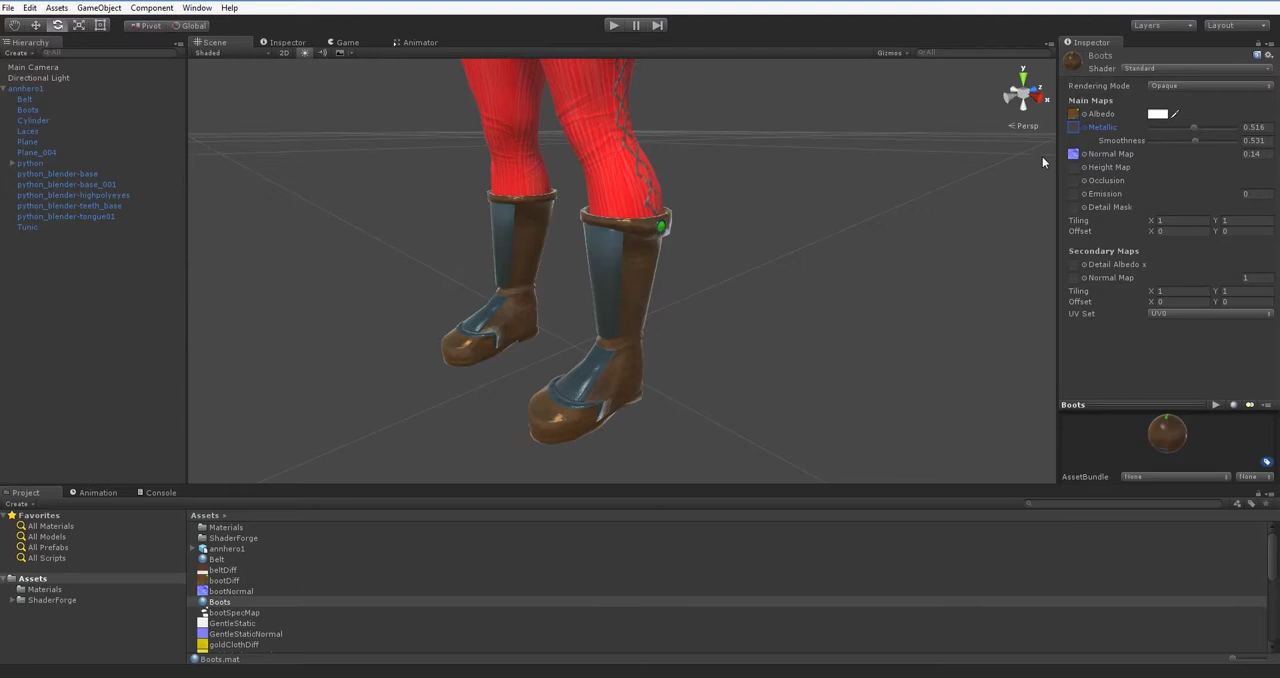 File Edit Assets GameObject Component Window Help
Pivot Global Layers Layout
Hierarchy Scene Inspector Game Animator Inspector
Create All Shaded 2D Gizmos All Boots
Shader Standard
Main Camera
Directional Light
annhero1
Belt
Boots
Cylinder
Laces
Plane
Plane_004
python
python_blender-base
python_blender-base_001
python_blender-highpolyeyes
python_blender-teeth_base
python_blender-tongue01
Tunic
y
z
x
Persp
Rendering Mode Opaque
Main Maps
Albedo
Metallic 0.516
Smoothness 0.531
Normal Map 0.14
Height Map
Occlusion
Emission 0
Detail Mask
Tiling X 1 Y 1
Offset X 0 Y 0
Secondary Maps
Detail Albedo x
Normal Map 1
Tiling X 1 Y 1
Offset X 0 Y 0
UV Set UV0
Boots
AssetBundle None None
Project Animation Console
Create
Favorites
All Materials
All Models
All Prefabs
All Scripts
Assets
Materials
ShaderForge
Assets
Materials
ShaderForge
annhero1
Belt
beltDiff
bootDiff
bootNormal
Boots
bootSpecMap
GentleStatic
GentleStaticNormal
goldClothDiff
Boots.mat